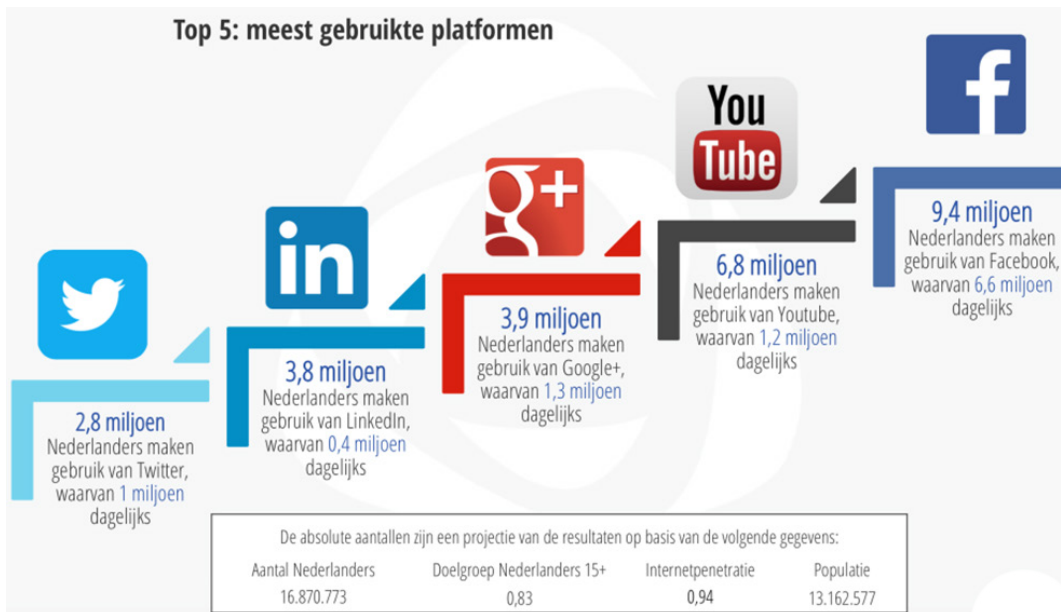 Top 5: meest gebruikte platformen
2,8 miljoen
Nederlanders maken
gebruik van Twitter,
waarvan 1 miljoen
dagelijks
in
3,8 miljoen
Nederlanders maken
gebruik van LinkedIn,
waarvan 0,4 miljoen
dagelijks
g+
3,9 miljoen
Nederlanders maken
gebruik van Google+,
waarvan 1,3 miljoen
dagelijks
You
Tube
6,8 miljoen
Nederlanders maken
gebruik van Youtube,
waarvan 1,2 miljoen
dagelijks
f
9,4 miljoen
Nederlanders maken
gebruik van Facebook,
waarvan 6,6 miljoen
dagelijks
De absolute aantallen zijn een projectie van de resultaten op basis van de volgende gegevens:
Aantal Nederlanders Doelgroep Nederlanders 15+ Internetpenetratie Populatie
16.870.773 0,83 0,94 13.162.577